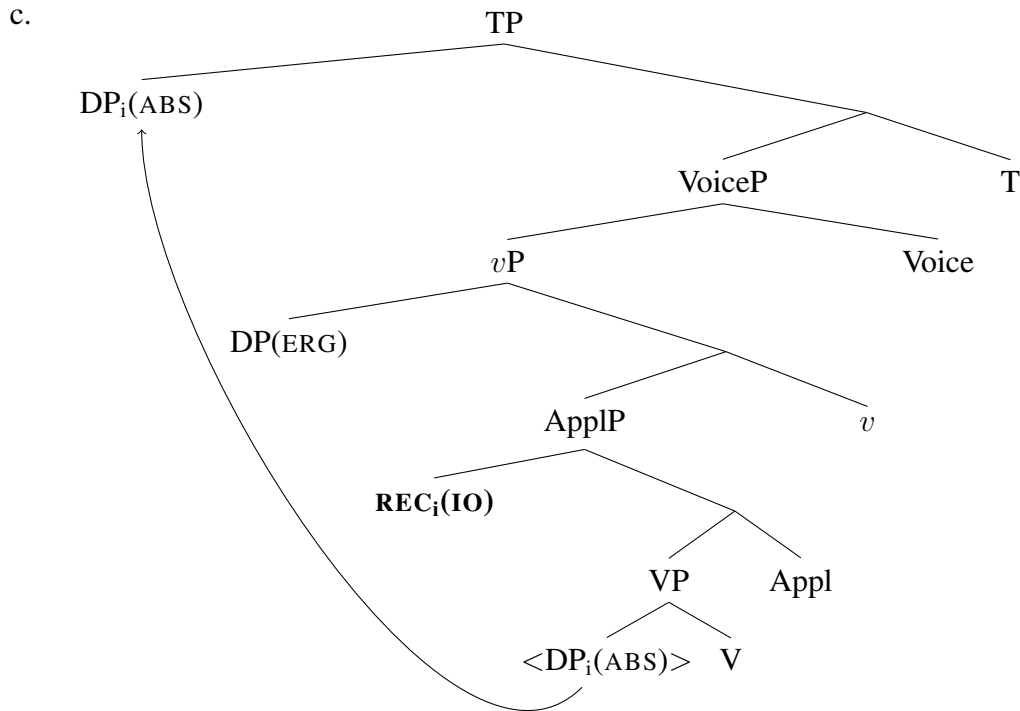 c.
TP
DPᵢ(ABS)
VoiceP T
vP Voice
DP(ERG)
ApplP v
RECᵢ(IO)
VP Appl
<DPᵢ(ABS)> V